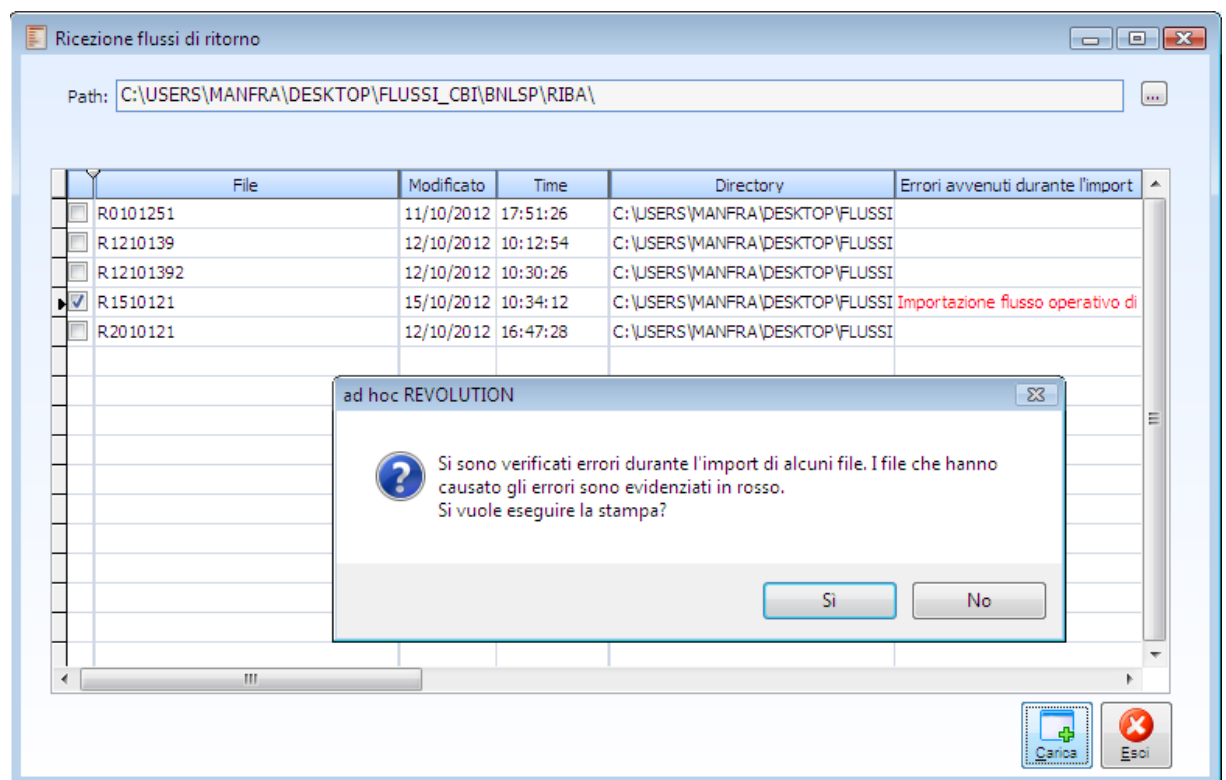 Ricezione flussi di ritorno
Path: C:\USERS\MANFRA\DESKTOP\FLUSSI_CBI\BNLSP\RIBA\
...
File Modificato Time Directory Errori avvenuti durante l'import
R0101251 11/10/2012 17:51:26 C:\USERS\MANFRA\DESKTOP\FLUSSI
R1210139 12/10/2012 10:12:54 C:\USERS\MANFRA\DESKTOP\FLUSSI
R12101392 12/10/2012 10:30:26 C:\USERS\MANFRA\DESKTOP\FLUSSI
R1510121 15/10/2012 10:34:12 C:\USERS\MANFRA\DESKTOP\FLUSSI Importazione flusso operativo di
R2010121 12/10/2012 16:47:28 C:\USERS\MANFRA\DESKTOP\FLUSSI
ad hoc REVOLUTION
Si sono verificati errori durante l'import di alcuni file. I file che hanno
causato gli errori sono evidenziati in rosso.
Si vuole eseguire la stampa?
Sì No
Carica Esci